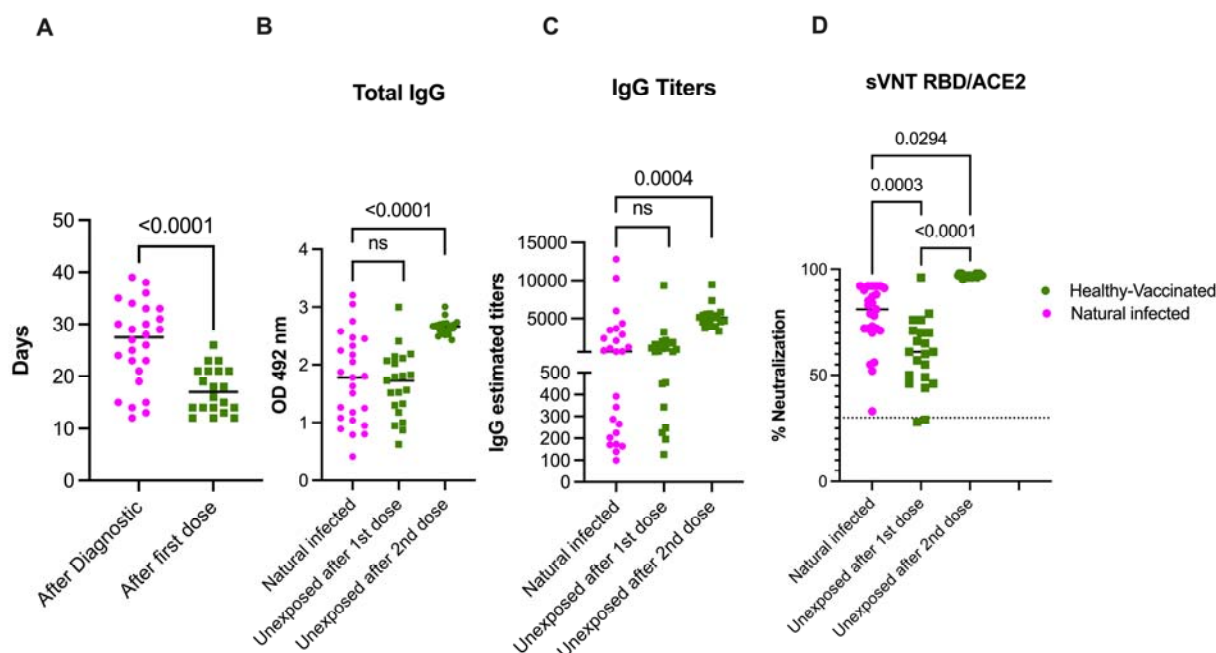 A
B
C
D
Total IgG
IgG Titers
sVNT RBD/ACE2
<0.0001
50
40
30
20
10
0
Days
After Diagnostic
After first dose
<0.0001
ns
4
3
2
1
0
OD 492 nm
Natural infected
Unexposed after 1st dose
Unexposed after 2nd dose
0.0004
ns
15000
10000
5000
500
400
300
200
100
0
IgG estimated titers
Natural infected
Unexposed after 1st dose
Unexposed after 2nd dose
0.0294
0.0003
<0.0001
100
50
0
% Neutralization
Natural infected
Unexposed after 1st dose
Unexposed after 2nd dose
Healthy-Vaccinated
Natural infected